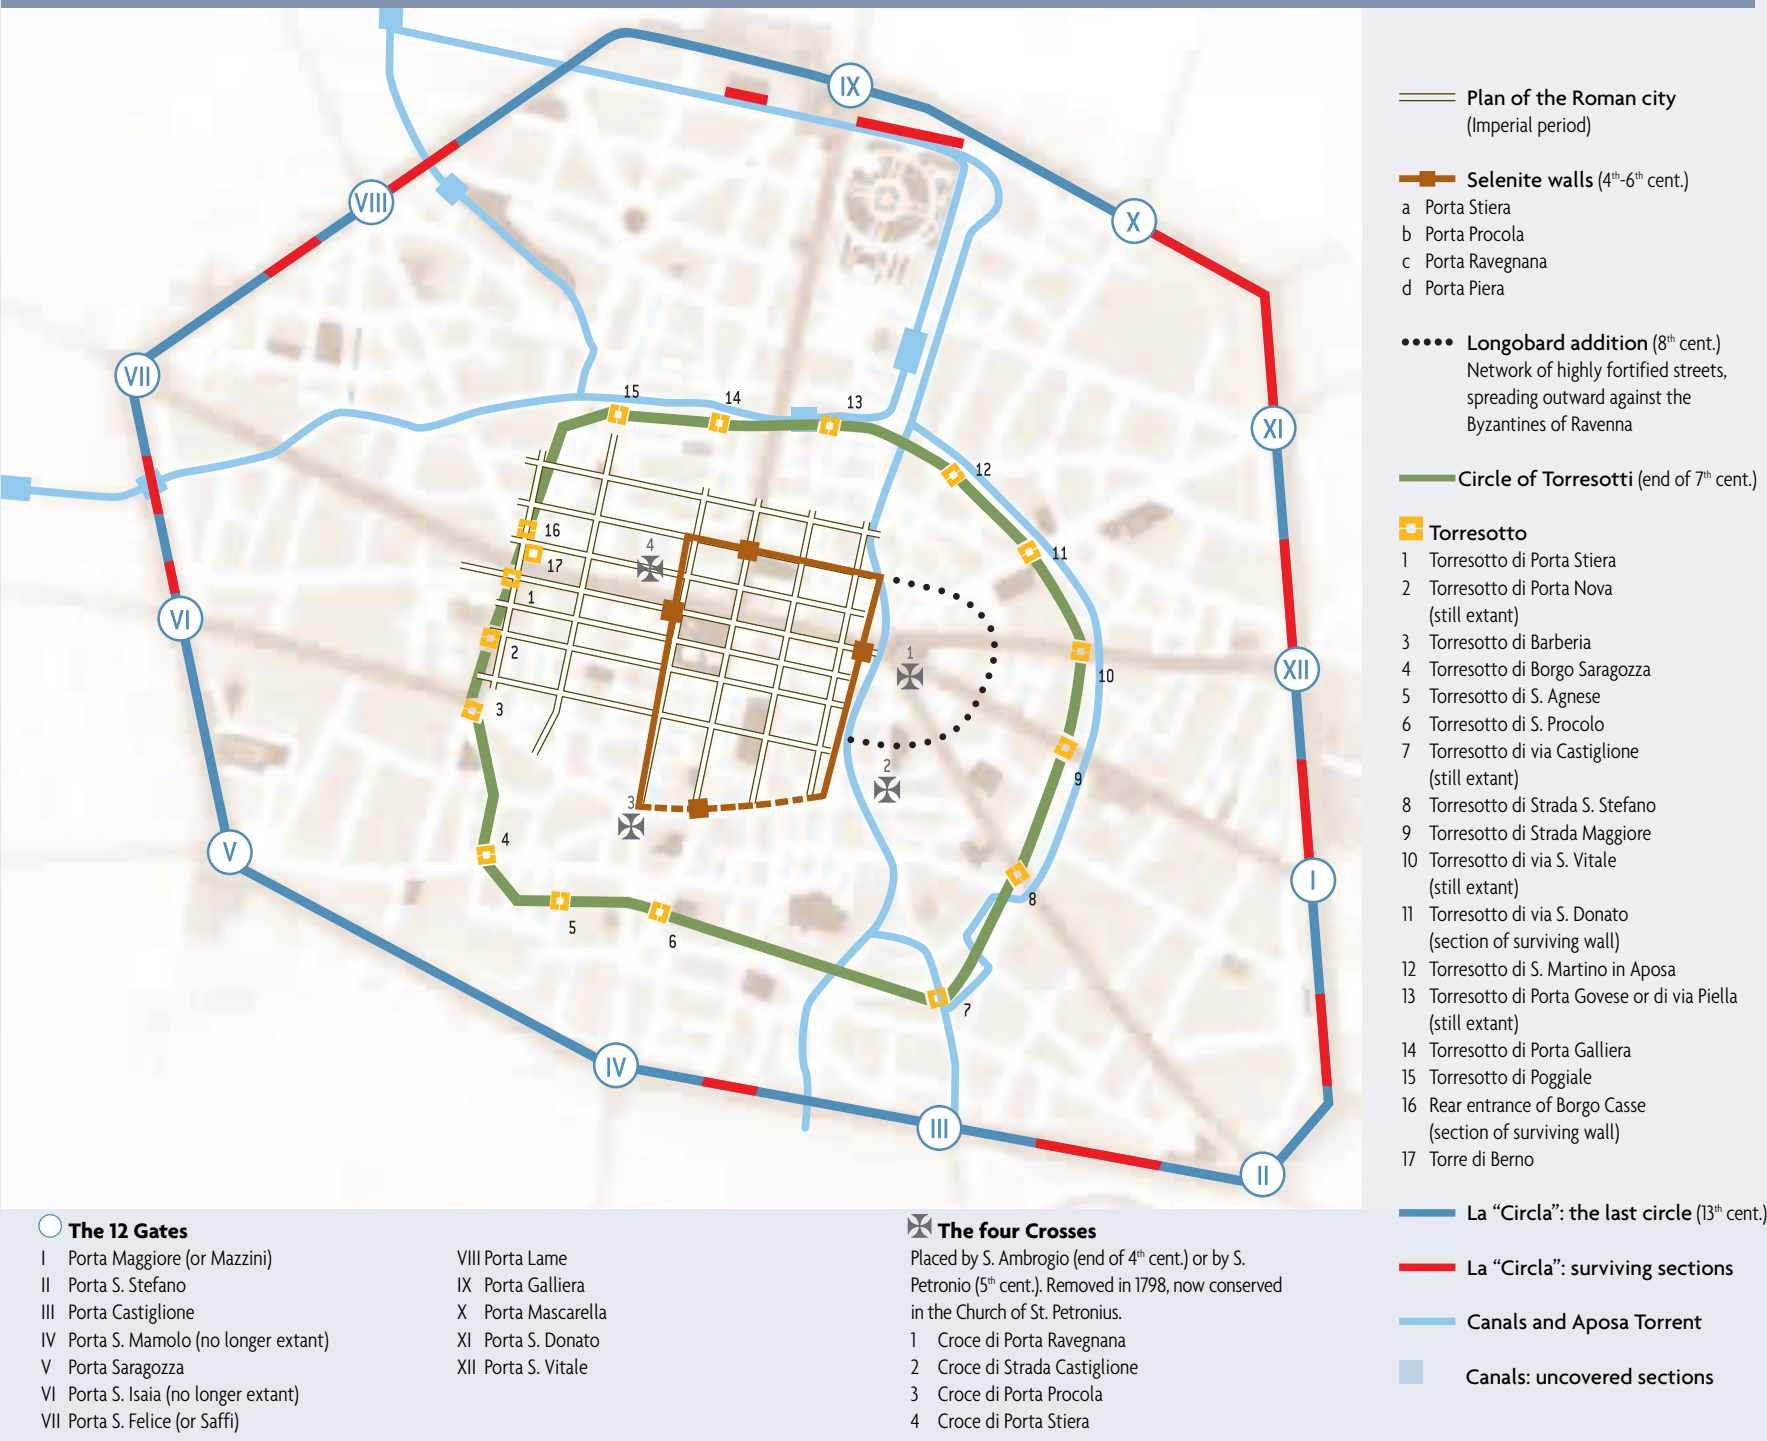 IX
VIII
X
VII
XI
15
14
13
12
16
4
11
17
1
VI
2
1
XII
10
3
2
9
3
4
V
I
8
5
6
7
IV
III
II
Plan of the Roman city
(Imperial period)
Selenite walls (4th-6th cent.)
a Porta Stiera
b Porta Procola
c Porta Ravegnana
d Porta Piera
Longobard addition (8th cent.)
Network of highly fortified streets,
spreading outward against the
Byzantines of Ravenna
Circle of Torresotti (end of 7th cent.)
Torresotto
1 Torresotto di Porta Stiera
2 Torresotto di Porta Nova
(still extant)
3 Torresotto di Barberia
4 Torresotto di Borgo Saragozza
5 Torresotto di S. Agnese
6 Torresotto di S. Procolo
7 Torresotto di via Castiglione
(still extant)
8 Torresotto di Strada S. Stefano
9 Torresotto di Strada Maggiore
10 Torresotto di via S. Vitale
(still extant)
11 Torresotto di via S. Donato
(section of surviving wall)
12 Torresotto di S. Martino in Aposa
13 Torresotto di Porta Govese or di via Piella
(still extant)
14 Torresotto di Porta Galliera
15 Torresotto di Poggiale
16 Rear entrance of Borgo Casse
(section of surviving wall)
17 Torre di Berno
La “Circla”: the last circle (13th cent.)
La “Circla”: surviving sections
Canals and Aposa Torrent
Canals: uncovered sections
The 12 Gates
I Porta Maggiore (or Mazzini)
II Porta S. Stefano
III Porta Castiglione
IV Porta S. Mamolo (no longer extant)
V Porta Saragozza
VI Porta S. Isaia (no longer extant)
VII Porta S. Felice (or Saffi)
VIII Porta Lame
IX Porta Galliera
X Porta Mascarella
XI Porta S. Donato
XII Porta S. Vitale
The four Crosses
Placed by S. Ambrogio (end of 4th cent.) or by S.
Petronio (5th cent.). Removed in 1798, now conserved
in the Church of St. Petronius.
1 Croce di Porta Ravegnana
2 Croce di Strada Castiglione
3 Croce di Porta Procola
4 Croce di Porta Stiera